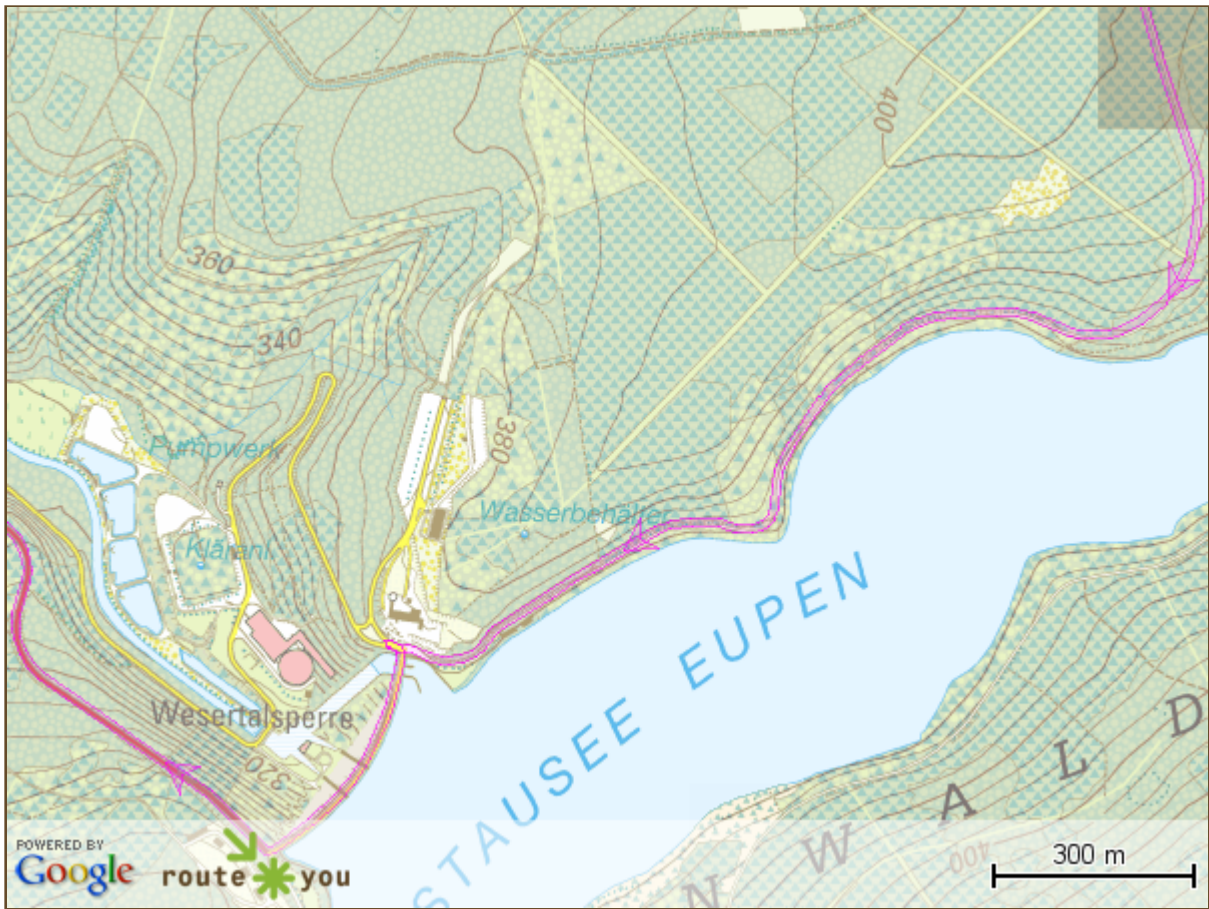 400
360
340
380
Pumpwerk
Wasserbehälter
Kläranl.
STAUSEE EUPEN
Wesertalsperre
320
N W A L D
400
POWERED BY
Google
route you
300 m